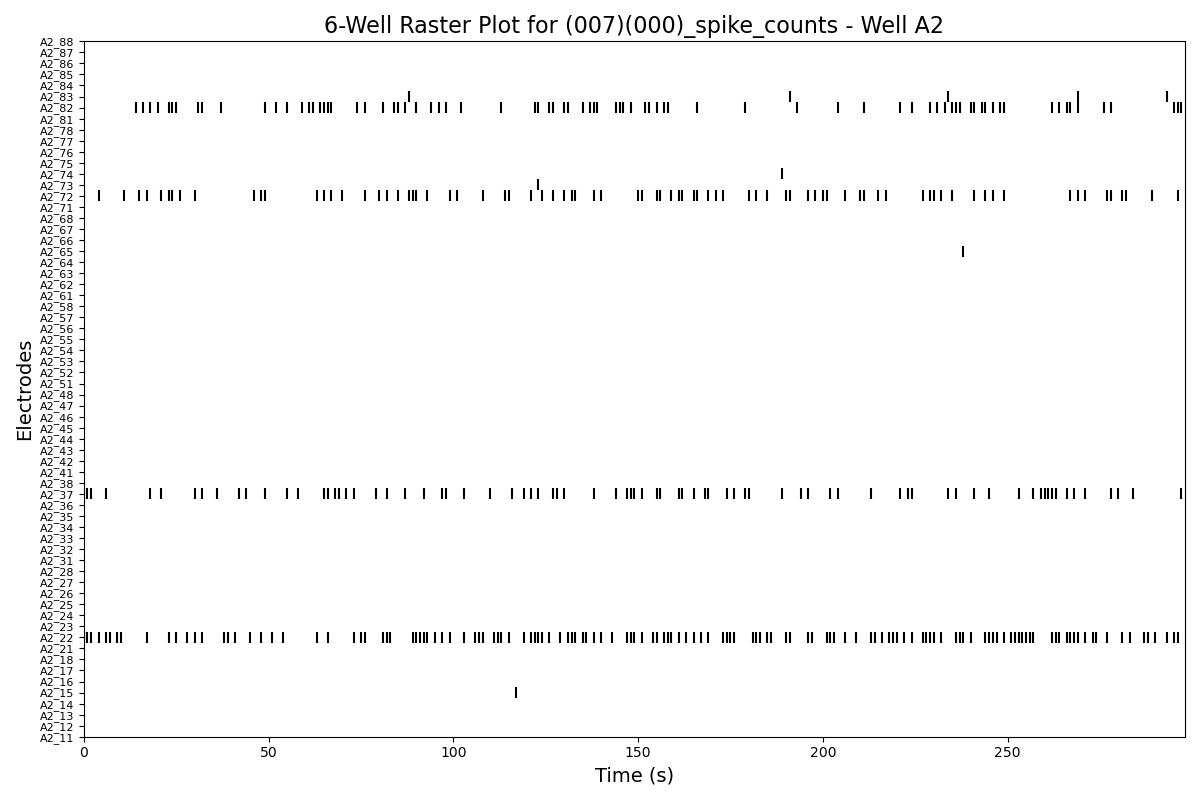 6-Well Raster Plot for (007)(000)_spike_counts - Well A2
A2_88
A2_87
A2_86
A2_85
A2_84
A2_83
A2_82
A2_81
A2_78
A2_77
A2_76
A2_75
A2_74
A2_73
A2_72
A2_71
A2_68
A2_67
A2_66
A2_65
A2_64
A2_63
A2_62
A2_61
A2_58
A2_57
A2_56
A2_55
A2_54
A2_53
A2_52
A2_51
A2_48
A2_47
A2_46
A2_45
A2_44
A2_43
A2_42
A2_41
A2_38
A2_37
A2_36
A2_35
A2_34
A2_33
A2_32
A2_31
A2_28
A2_27
A2_26
A2_25
A2_24
A2_23
A2_22
A2_21
A2_18
A2_17
A2_16
A2_15
A2_14
A2_13
A2_12
A2_11
Electrodes
0 50 100 150 200 250
Time (s)